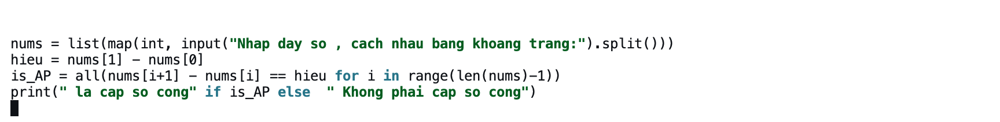 nums = list(map(int, input("Nhap day so , cach nhau bang khoang trang:").split()))
hieu = nums[1] - nums[0]
is_AP = all(nums[i+1] - nums[i] == hieu for i in range(len(nums)-1))
print(" la cap so cong" if is_AP else  " Khong phai cap so cong")